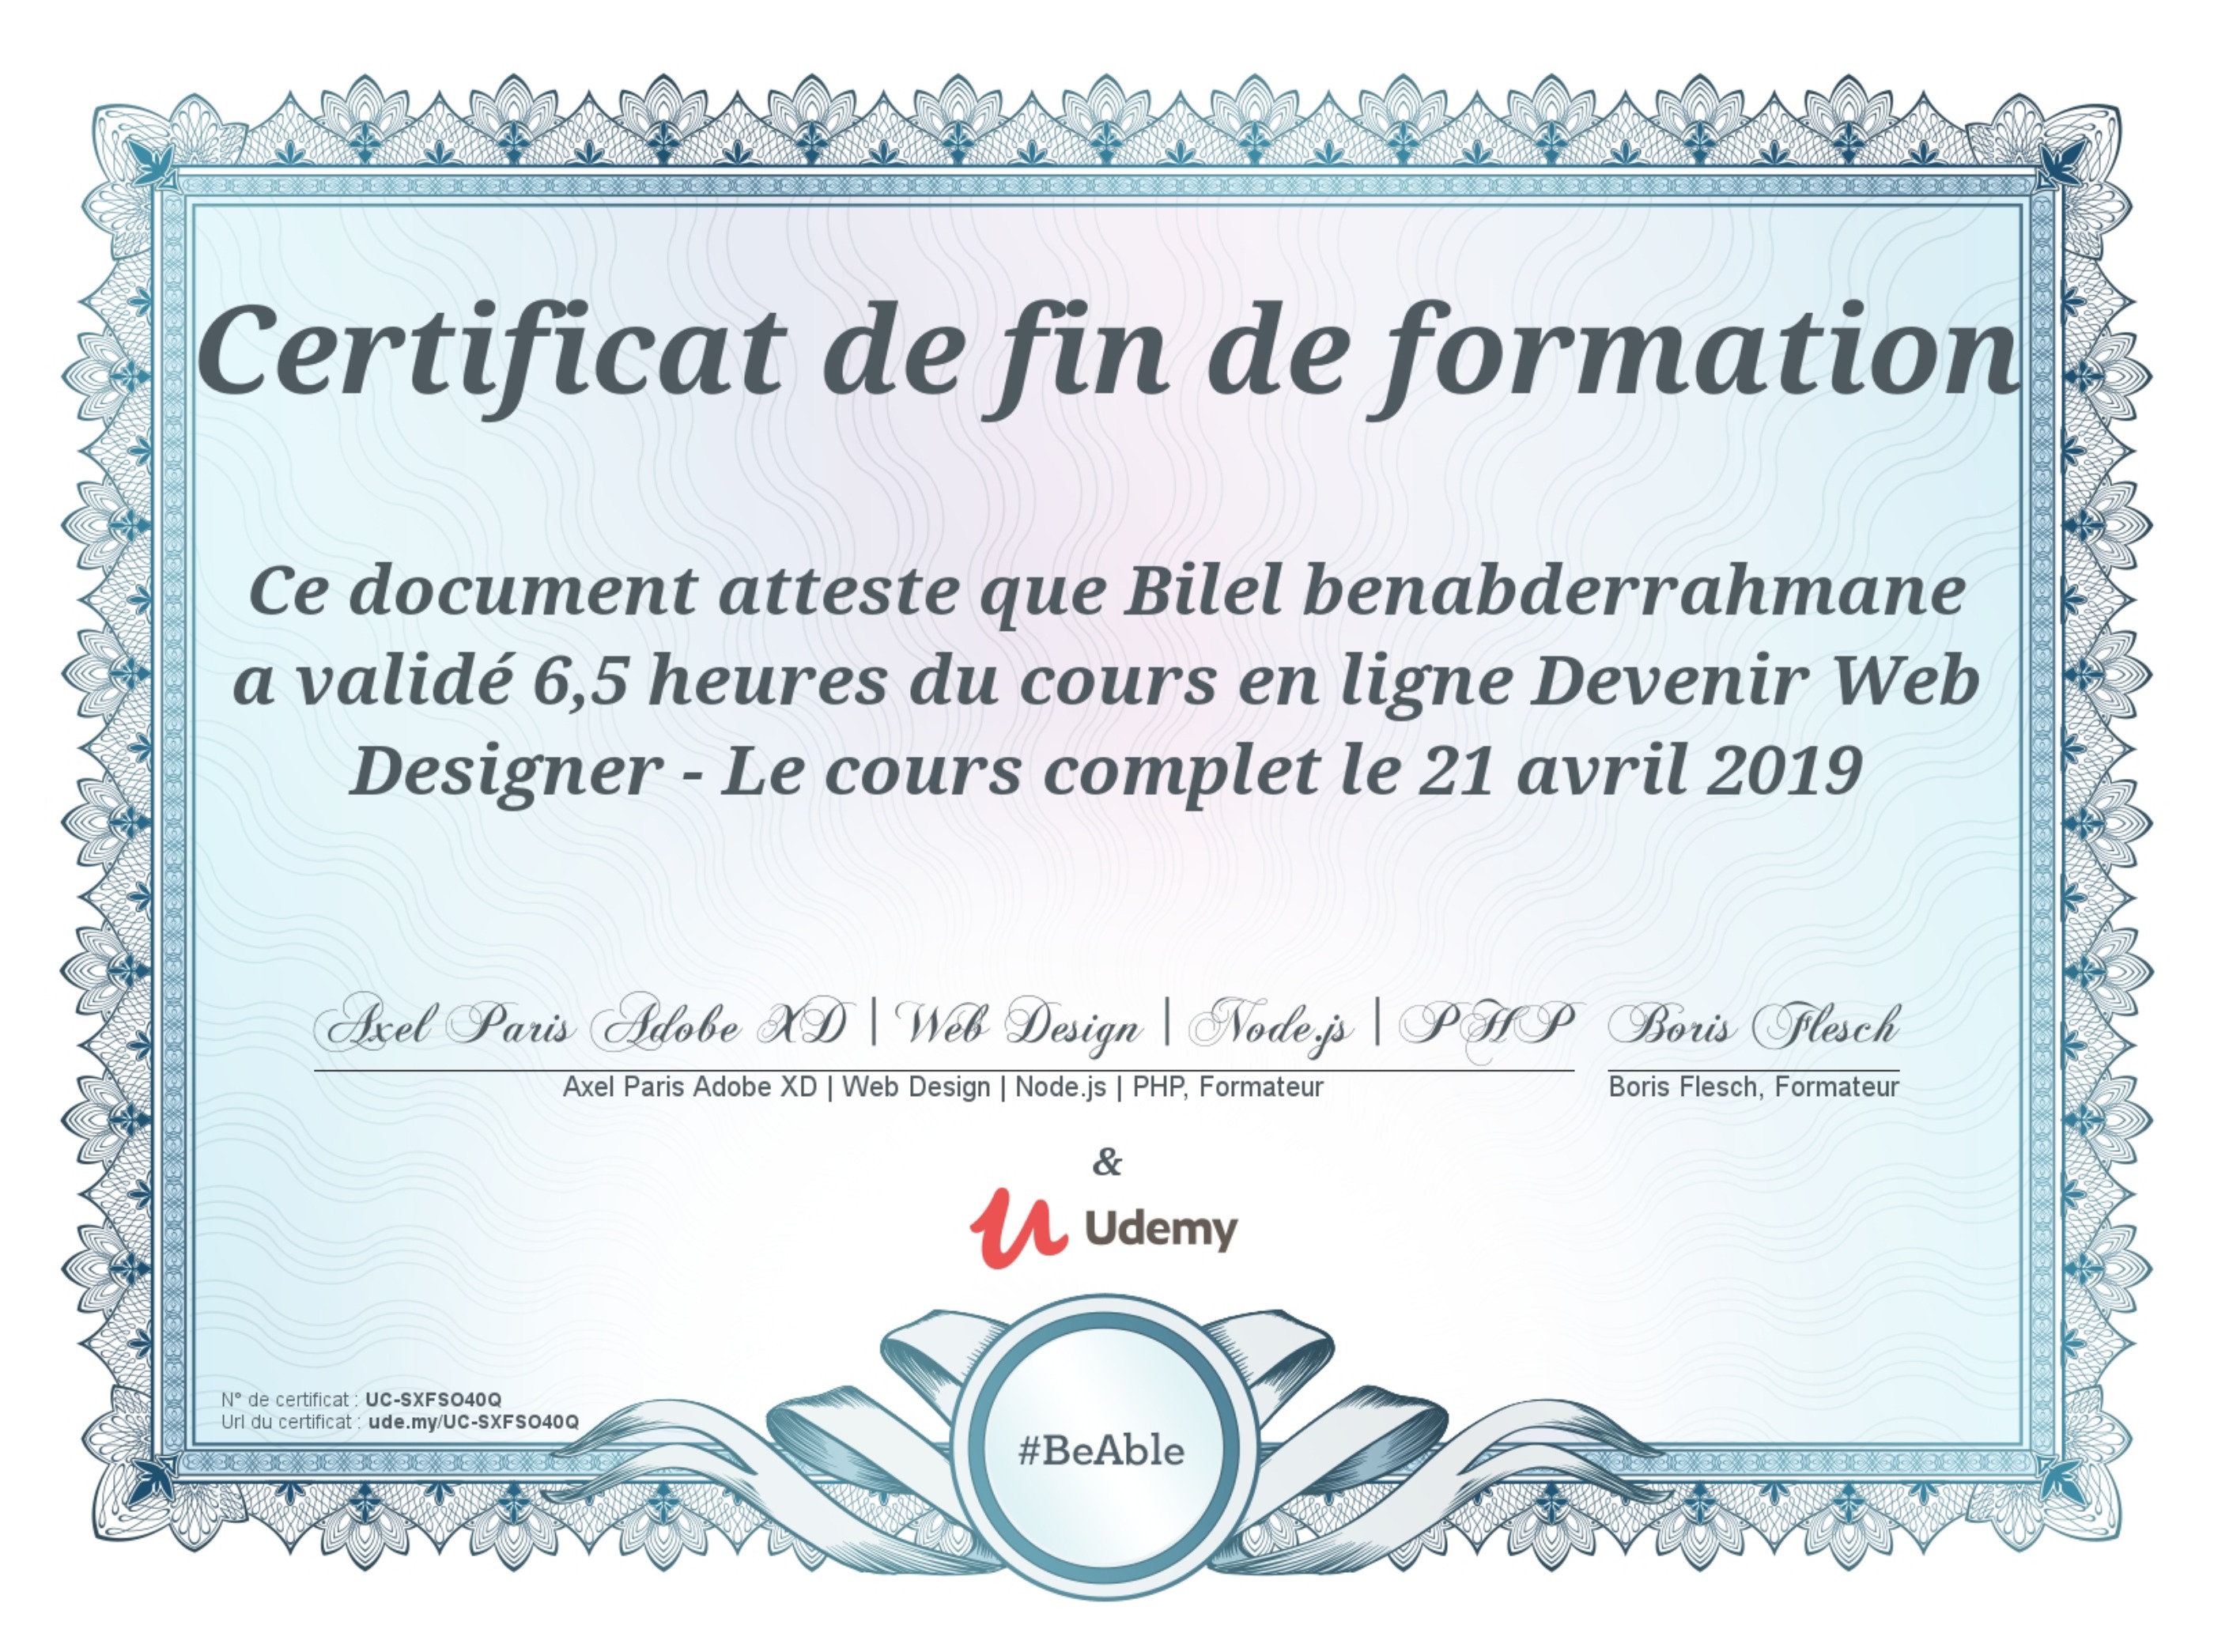 Certificat de fin de formation
Ce document atteste que Bilel benabderrahmane
a validé 6,5 heures du cours en ligne Devenir Web
Designer - Le cours complet le 21 avril 2019
Axel Paris Adobe XD | Web Design | Node.js | PHP Boris Flesch
Axel Paris Adobe XD | Web Design | Node.js | PHP, Formateur Boris Flesch, Formateur
&
Udemy
N° de certificat : UC-SXFSO40Q
Url du certificat : ude.my/UC-SXFSO40Q
#BeAble